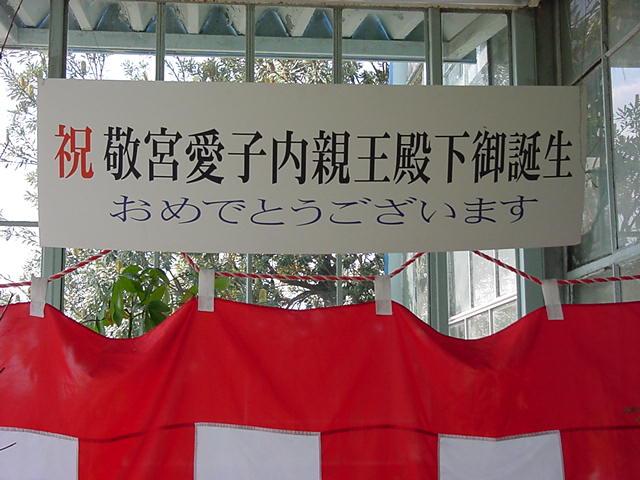 祝 敬宮愛子内親王殿下御誕生
おめでとうございます